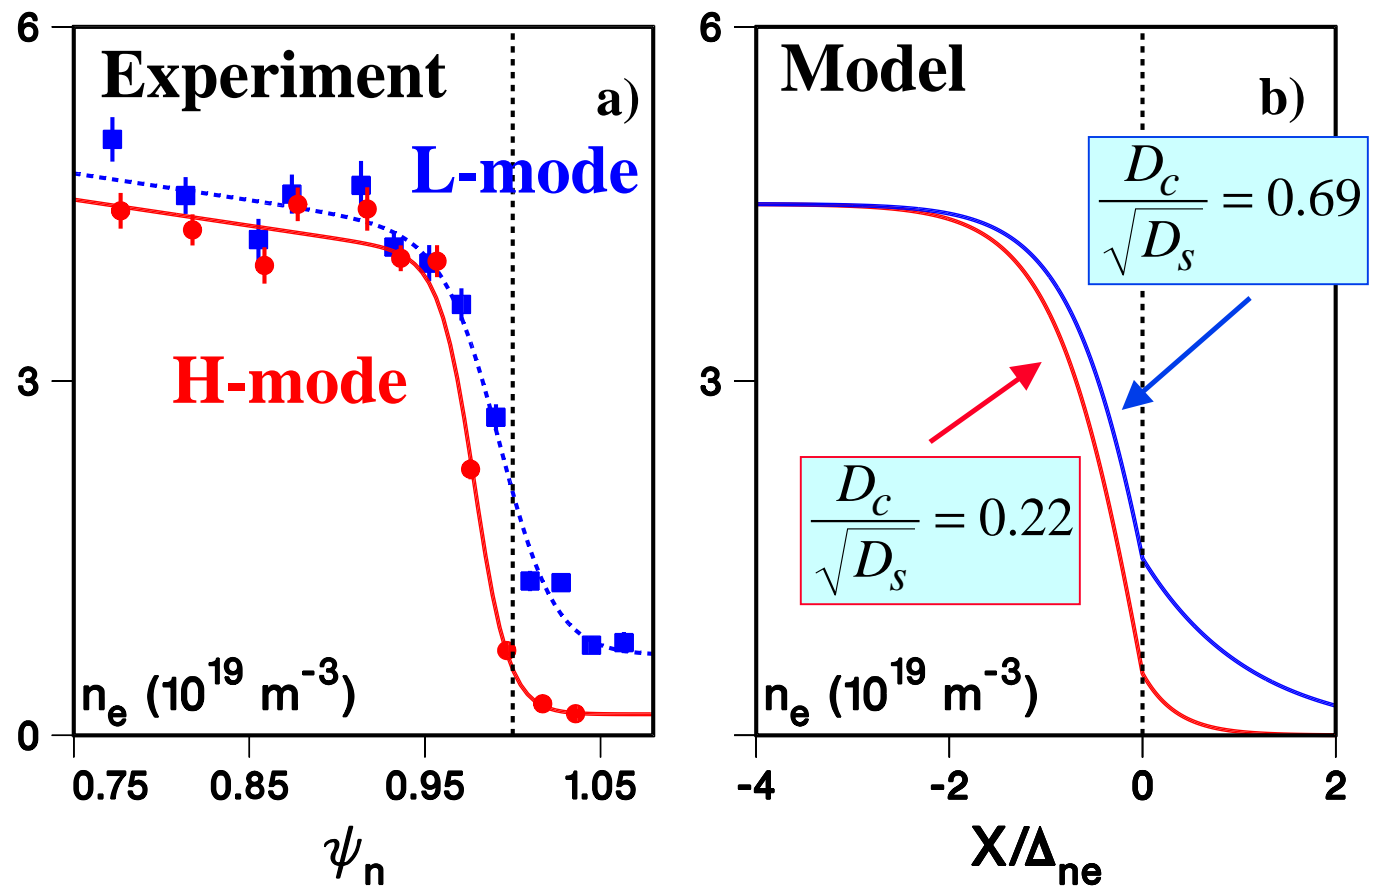 6
Experiment
a)
L-mode
3
H-mode
n_e (10^19 m^-3)
0
0.75 0.85 0.95 1.05
ψ_n
6
Model
b)
D_c/√D_s = 0.69
3
D_c/√D_s = 0.22
n_e (10^19 m^-3)
-4 -2 0 2
X/Δ_ne